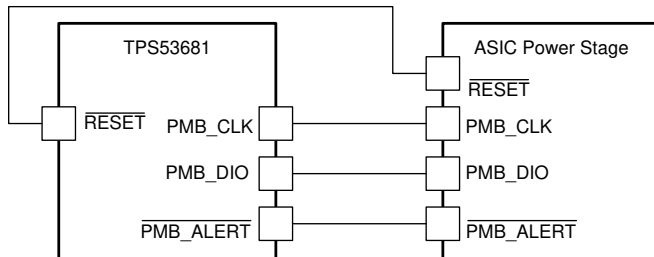 TPS53681
ASIC Power Stage
RESET
RESET
PMB_CLK
PMB_CLK
PMB_DIO
PMB_DIO
PMB_ALERT
PMB_ALERT